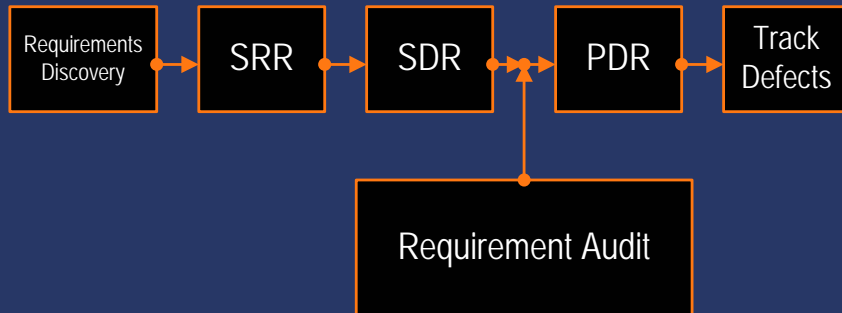 Requirements
Discovery
SRR
SDR
PDR
Track
Defects
Requirement Audit